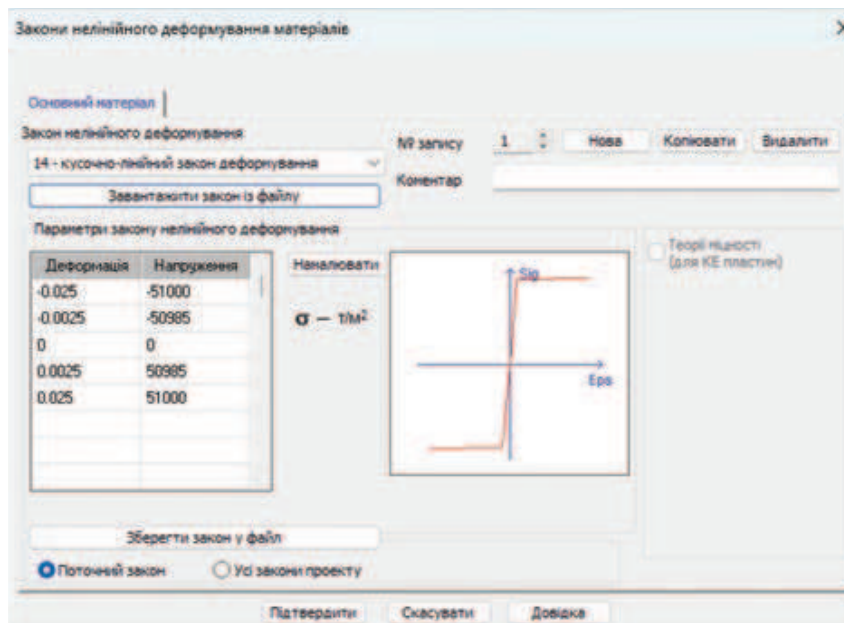 Закони нелінійного деформування матеріалів
Основний матеріал
Закон нелінійного деформування
14 - кусочно-лінійний закон деформування
Завантажити закон із файлу
№ запису 1 Нова Копіювати Видалити
Коментар
Параметри закону нелінійного деформування
Деформація Напруження
-0.025 -51000
-0.0025 -50985
0 0
0.0025 50985
0.025 51000
Намалювати
σ – т/м²
Sig
Eps
Теорії міцності
(для КЕ пластин)
Зберегти закон у файл
Поточний закон Усі закони проекту
Підтвердити Скасувати Довідка